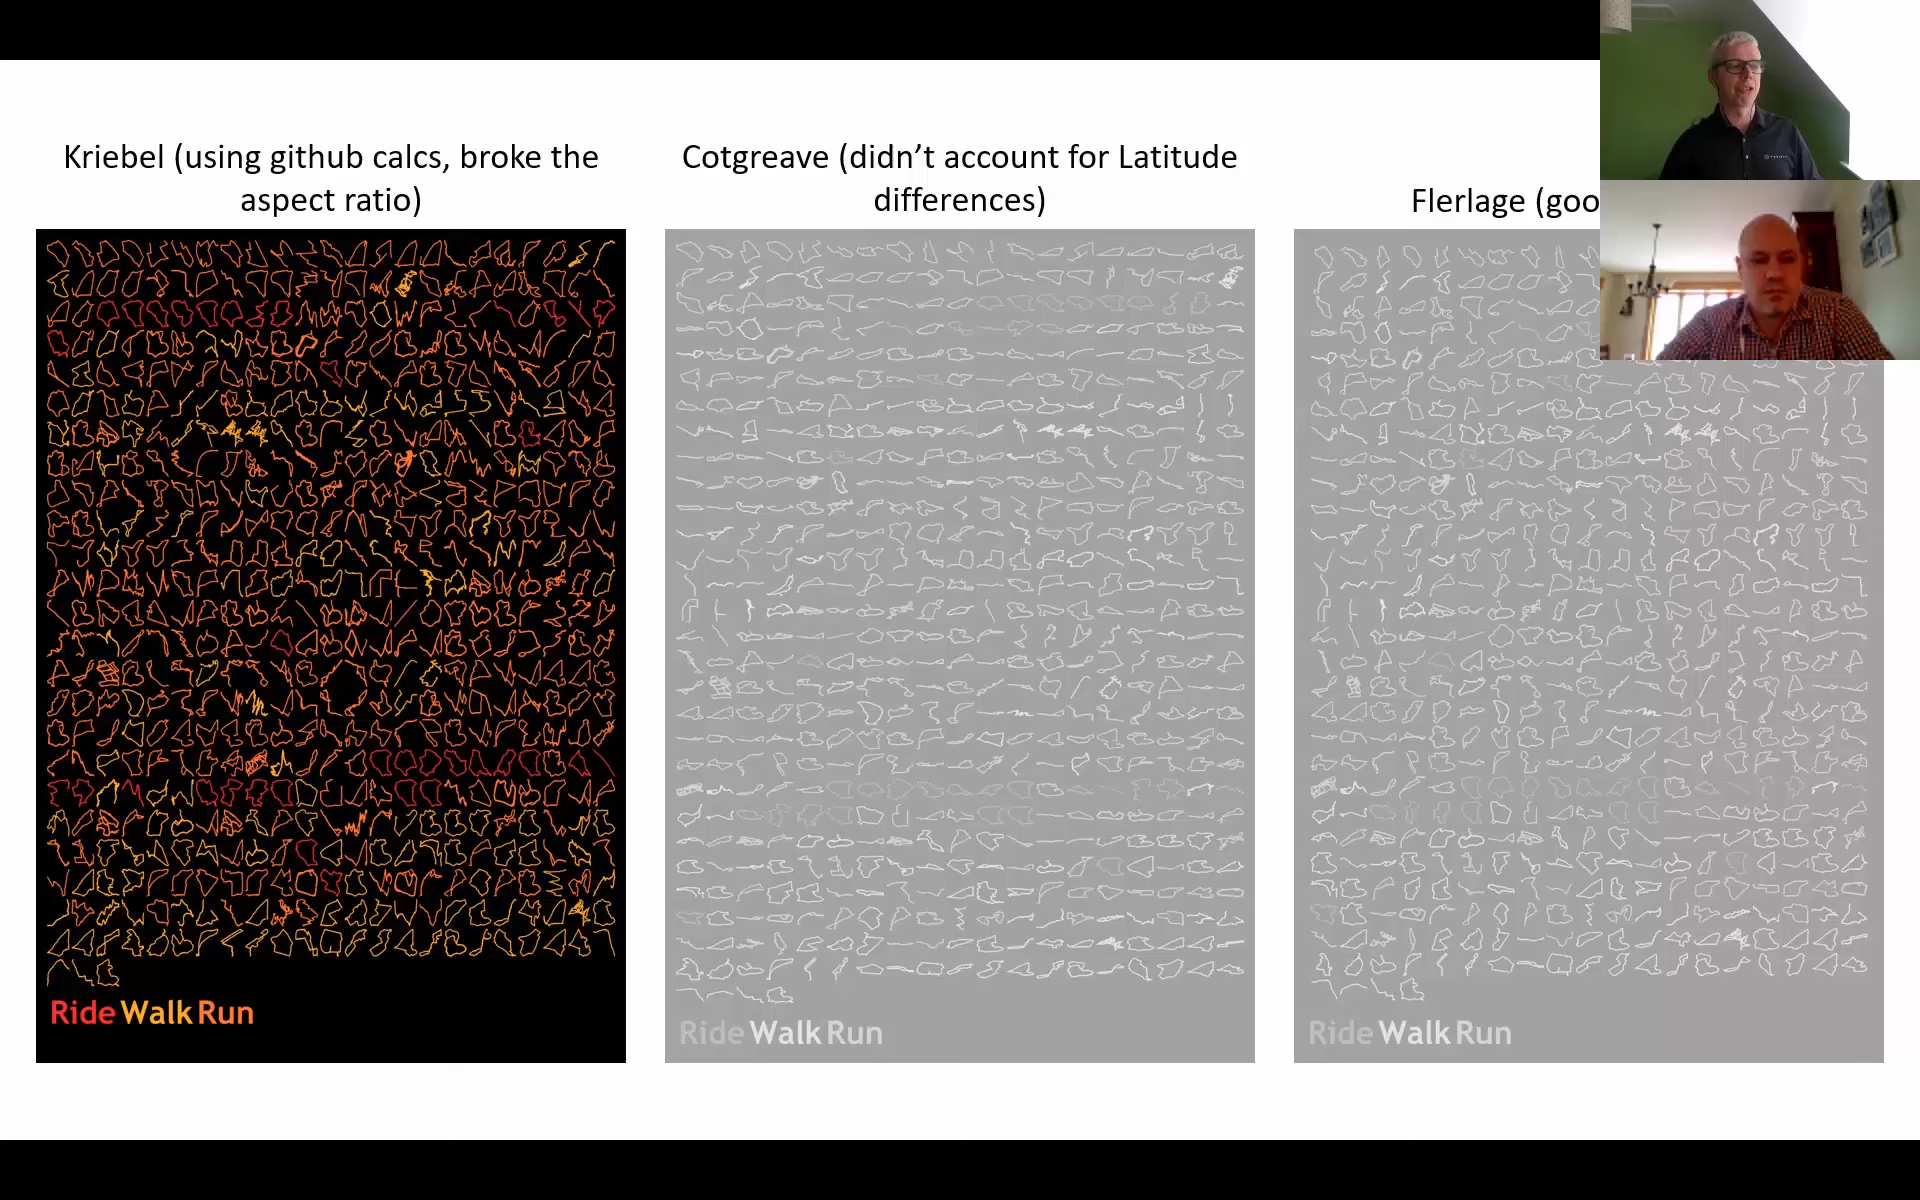 Kriebel (using github calcs, broke the
aspect ratio)
Cotgreave (didn't account for Latitude
differences)
Flerlage (goo
Ride Walk Run
Ride Walk Run
Ride Walk Run